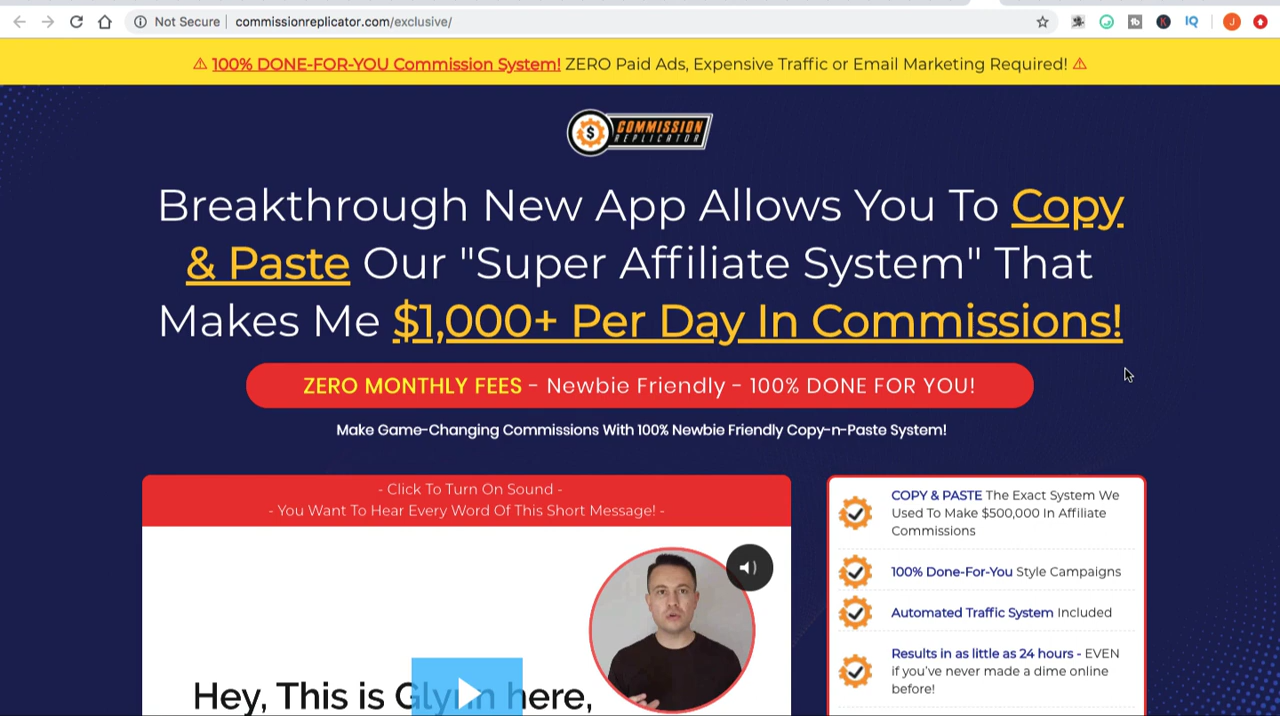 Not Secure | commissionreplicator.com/exclusive/
IQ
J
⚠ 100% DONE-FOR-YOU Commission System! ZERO Paid Ads, Expensive Traffic or Email Marketing Required! ⚠
$ COMMISSION
REPLICATOR
Breakthrough New App Allows You To Copy
& Paste Our "Super Affiliate System" That
Makes Me $1,000+ Per Day In Commissions!
ZERO MONTHLY FEES - Newbie Friendly - 100% DONE FOR YOU!
Make Game-Changing Commissions With 100% Newbie Friendly Copy-n-Paste System!
- Click To Turn On Sound -
- You Want To Hear Every Word Of This Short Message! -
Hey, This is Glynn here,
COPY & PASTE The Exact System We
Used To Make $500,000 In Affiliate
Commissions
100% Done-For-You Style Campaigns
Automated Traffic System Included
Results in as little as 24 hours - EVEN
if you've never made a dime online
before!